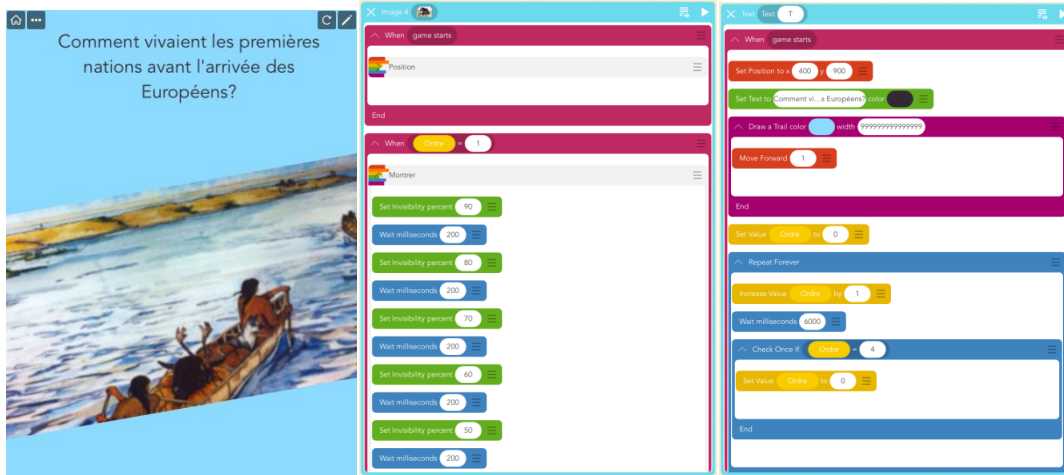 Comment vivaient les premières
nations avant l'arrivée des
Européens?
Image 4
When game starts
Position
End
When Ordre = 1
Montrer
Set Invisibility percent 90
Wait milliseconds 200
Set Invisibility percent 80
Wait milliseconds 200
Set Invisibility percent 70
Wait milliseconds 200
Set Invisibility percent 60
Wait milliseconds 200
Set Invisibility percent 50
Wait milliseconds 200
Text Text T
When game starts
Set Position to x 400 y 900
Set Text to Comment vi...s Européens? color
Draw a Trail color width 99999999999999
Move Forward 1
End
Set Value Ordre to 0
Repeat Forever
Increase Value Ordre by 1
Wait milliseconds 6000
Check Once If Ordre = 4
Set Value Ordre to 0
End